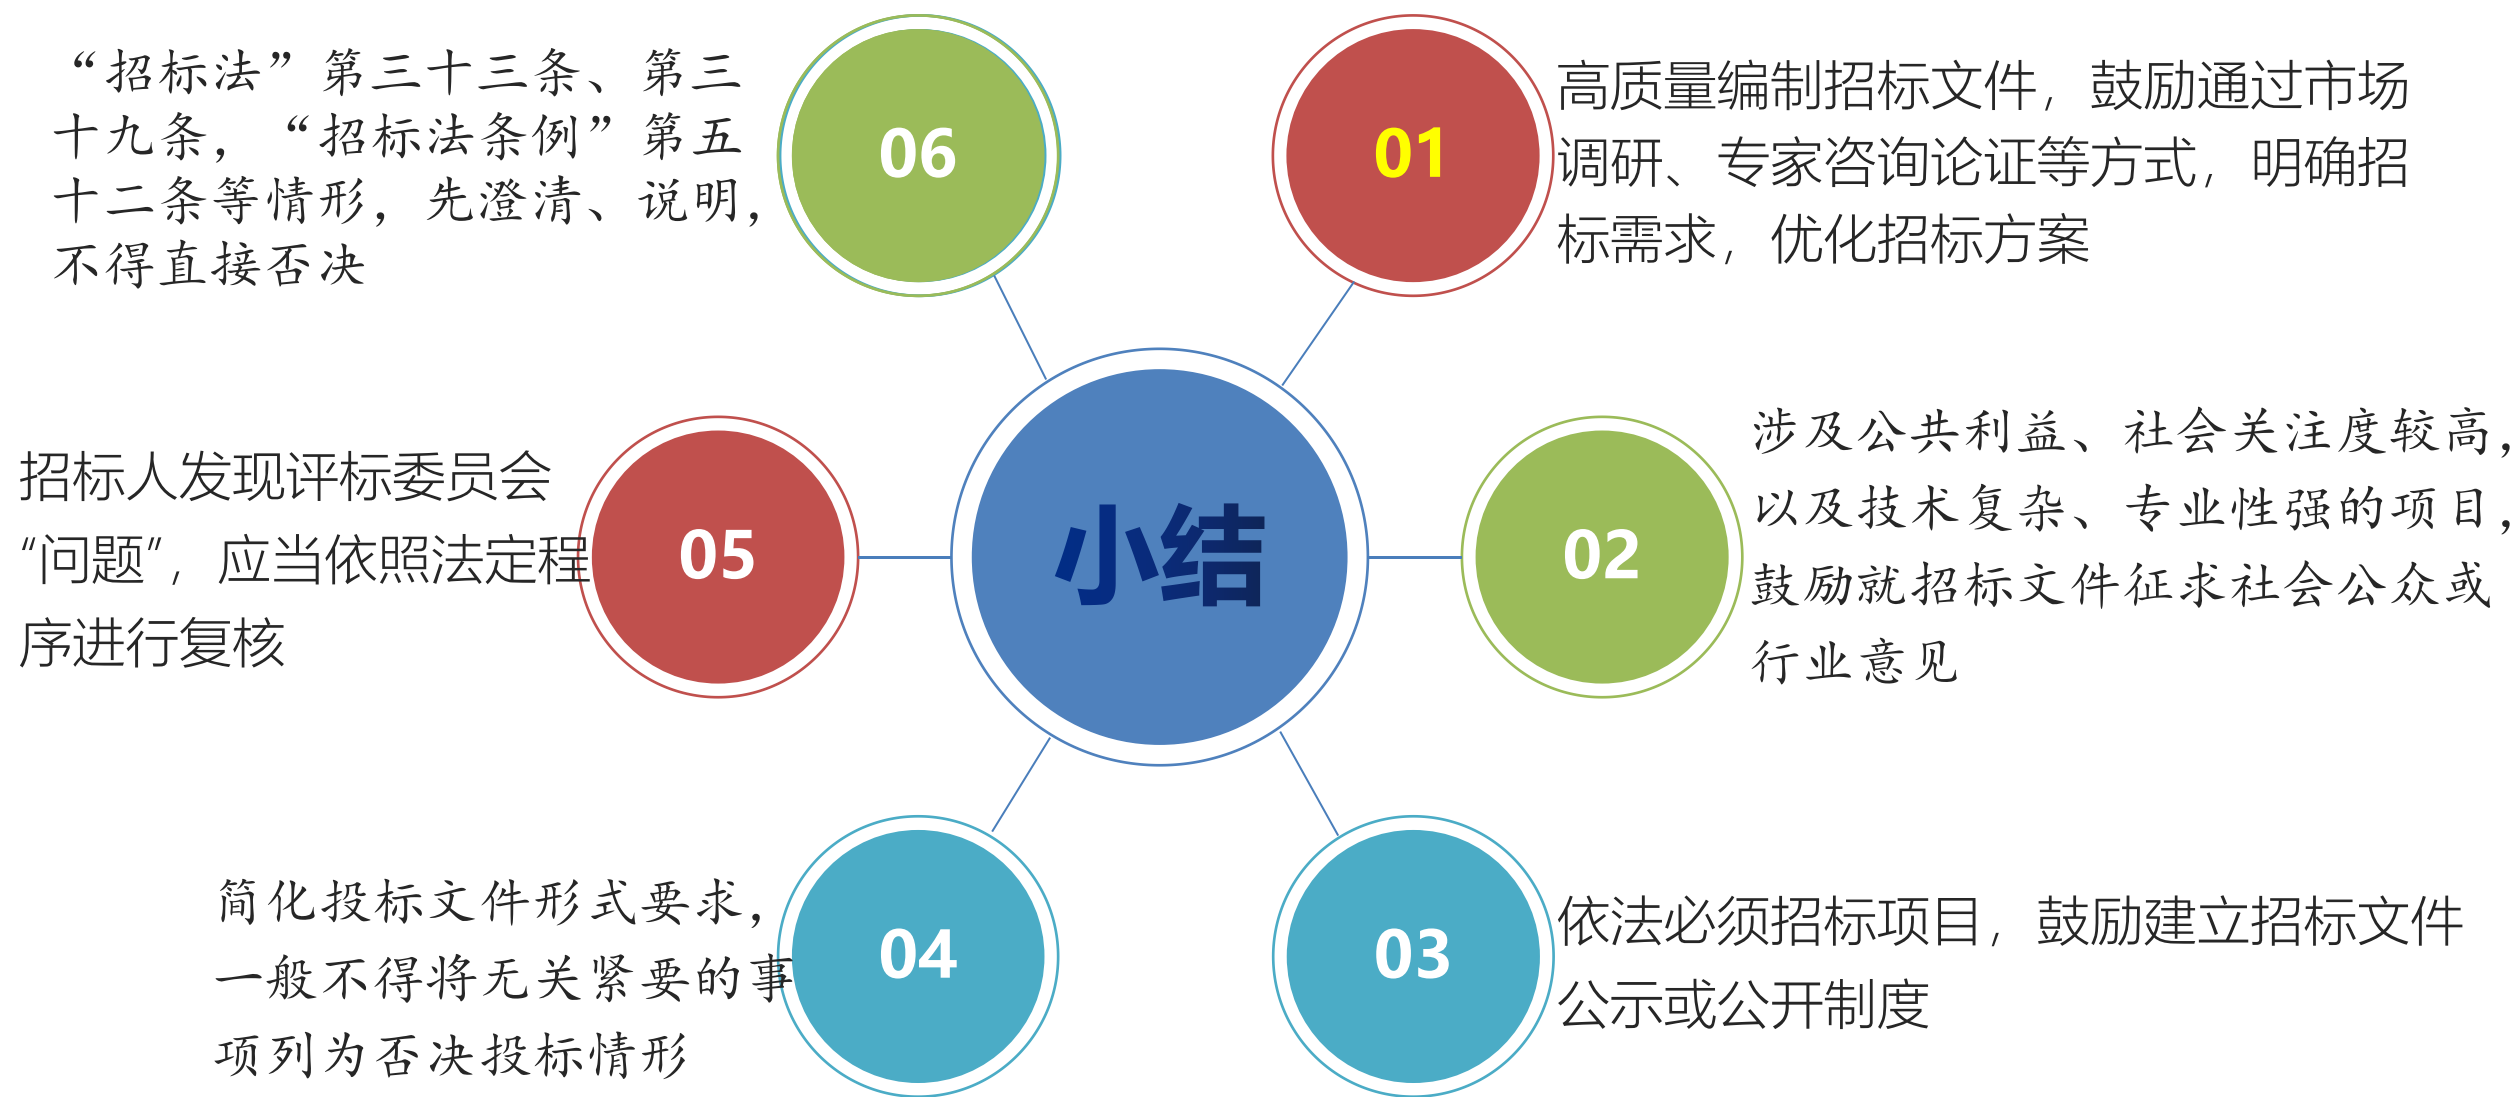 小结
01
高质量编制招标文件，鼓励通过市场
调研、专家咨询论证等方式，明确招
标需求，优化招标方案
02
涉及公共利益、社会关注度较高，
以及技术复杂、专业性强的项目，
鼓励就招标文件征求社会公众或
行业意见
03
依法必须招标项目，鼓励建立招标文件
公示或公开制度
04
简化投标文件形式要求，
一般不得将无关紧要的事
项列为否决投标情形
05
招标人发现评标委员会
“问题”，应当依照法定程
序进行复核
06
“招标法”第三十三条、第三
十九条，“招标法条例”第五
十二条等情形，先澄清、说明，
不得直接否决